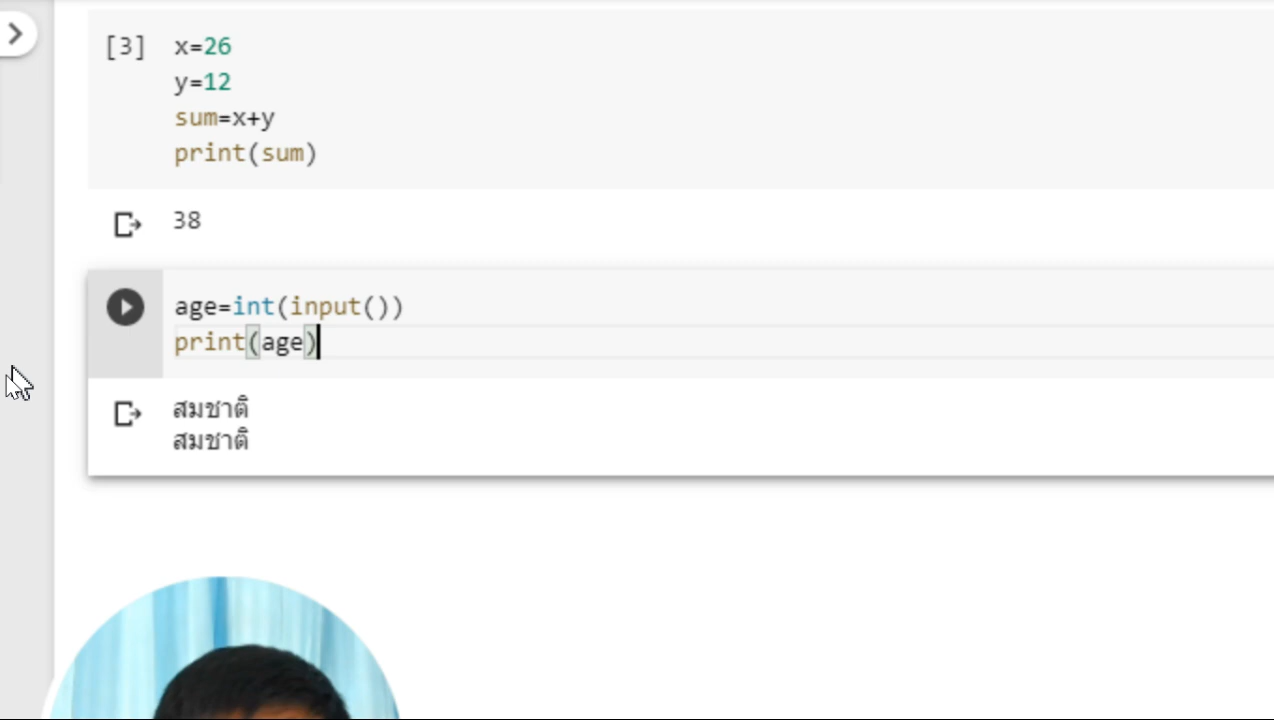 [3] x=26
y=12
sum=x+y
print(sum)
38
age=int(input())
print(age)
สมชาติ
สมชาติ